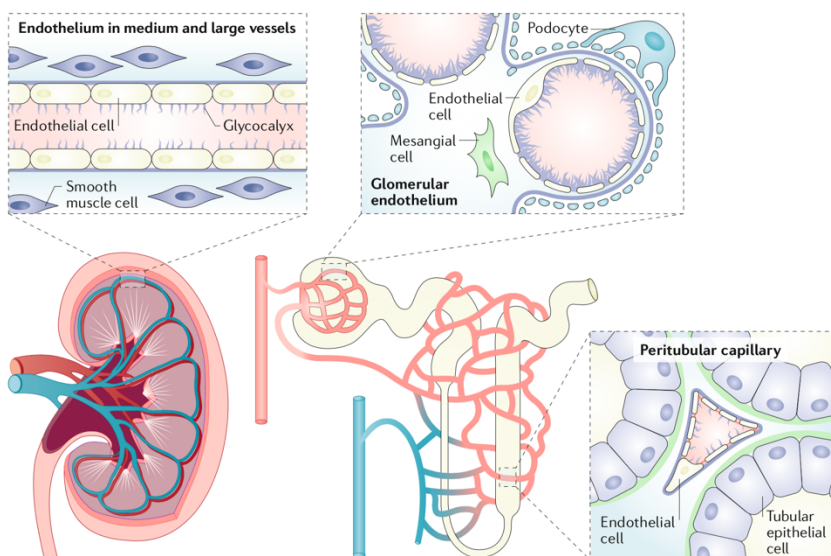 Endothelium in medium and large vessels
Endothelial cell
Glycocalyx
Smooth
muscle cell
Podocyte
Endothelial
cell
Mesangial
cell
Glomerular
endothelium
Peritubular capillary
Endothelial
cell
Tubular
epithelial
cell